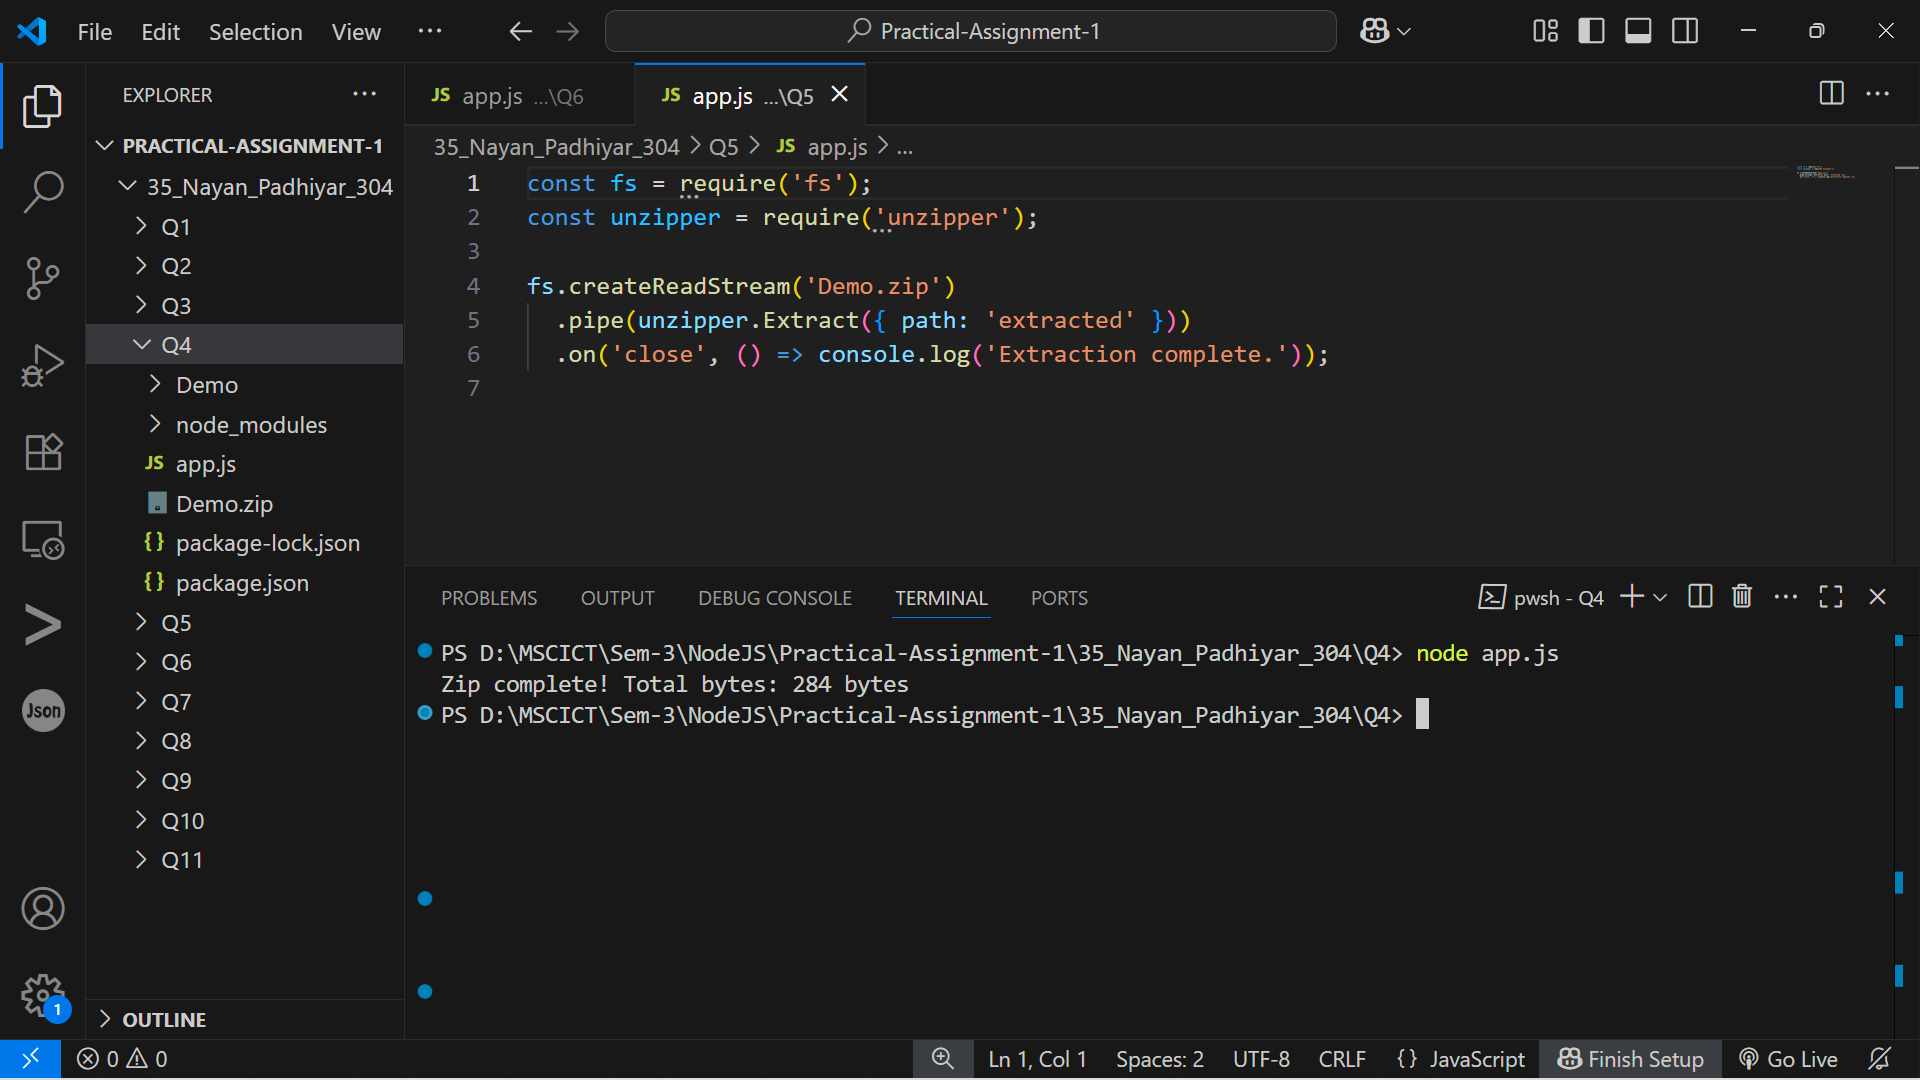 File Edit Selection View
Practical-Assignment-1
EXPLORER
PRACTICAL-ASSIGNMENT-1
35_Nayan_Padhiyar_304
Q1
Q2
Q3
Q4
Demo
node_modules
JS app.js
Demo.zip
{} package-lock.json
{} package.json
Q5
Q6
Q7
Q8
Q9
Q10
Q11
OUTLINE
Json
1
JS app.js ...\Q6
JS app.js ...\Q5
35_Nayan_Padhiyar_304 > Q5 > JS app.js > ...
1 const fs = require('fs');
2 const unzipper = require('unzipper');
3
4 fs.createReadStream('Demo.zip')
5 .pipe(unzipper.Extract({ path: 'extracted' }))
6 .on('close', () => console.log('Extraction complete.'));
7
PROBLEMS OUTPUT DEBUG CONSOLE TERMINAL PORTS
pwsh - Q4
PS D:\MSCICT\Sem-3\NodeJS\Practical-Assignment-1\35_Nayan_Padhiyar_304\Q4> node app.js
Zip complete! Total bytes: 284 bytes
PS D:\MSCICT\Sem-3\NodeJS\Practical-Assignment-1\35_Nayan_Padhiyar_304\Q4>
0 0
Ln 1, Col 1 Spaces: 2 UTF-8 CRLF {} JavaScript Finish Setup Go Live